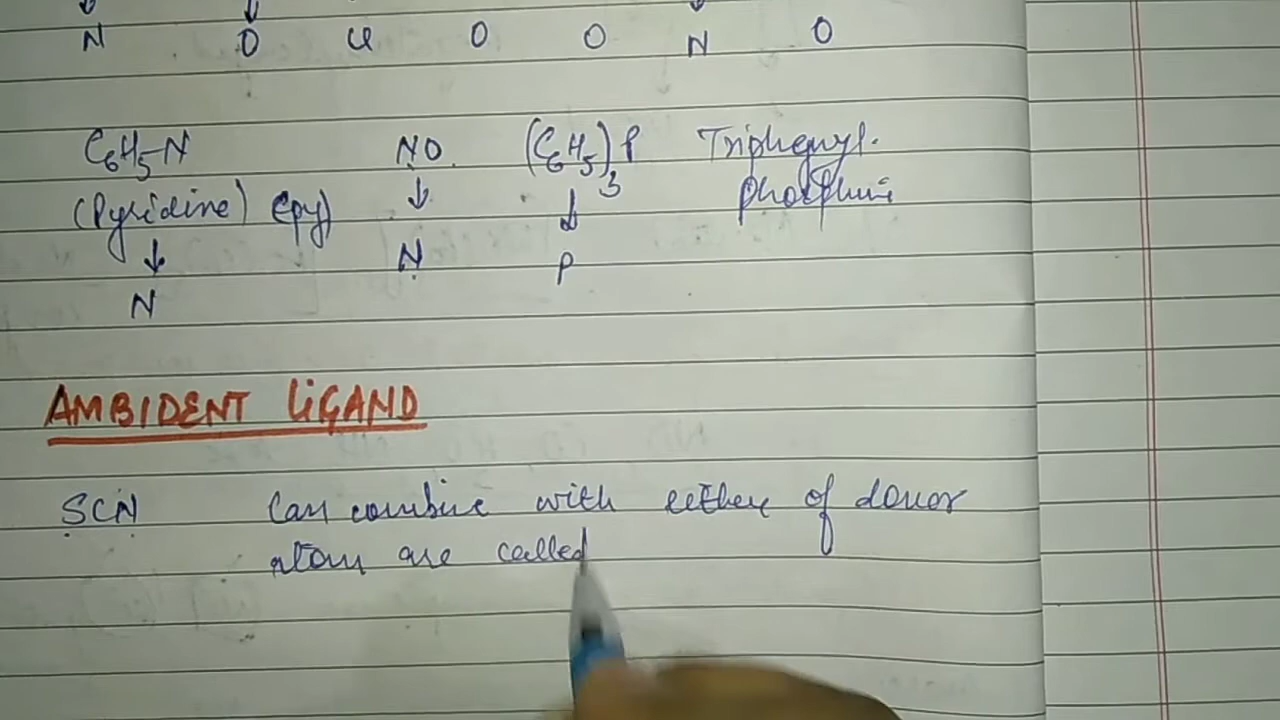 N O Cl O O N O
C6H5-N NO. (C6H5)3P Triphenyl.
(Pyridine) (py) ↓ ↓ phosphine
↓ N P
N
AMBIDENT LIGAND
SCN Can combine with either of donor
atom are called